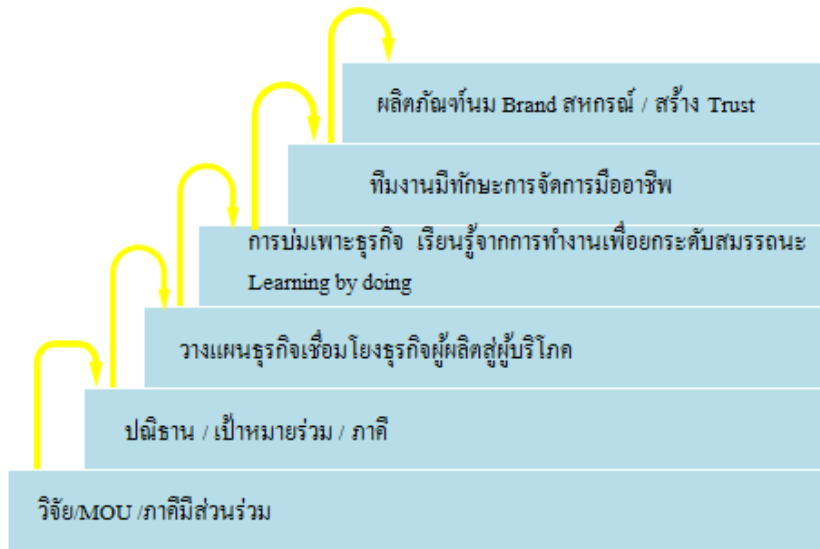 ผลิตภัณฑ์นม Brand สหกรณ์ / สร้าง Trust
ทีมงานมีทักษะการจัดการมืออาชีพ
การบ่มเพาะธุรกิจ เรียนรู้จากการทำงานเพื่อยกระดับสมรรถนะ
Learning by doing
วางแผนธุรกิจเชื่อมโยงธุรกิจผู้ผลิตสู่ผู้บริโภค
ปณิธาน / เป้าหมายร่วม / ภาคี
วิจัย/MOU /ภาคีมีส่วนร่วม